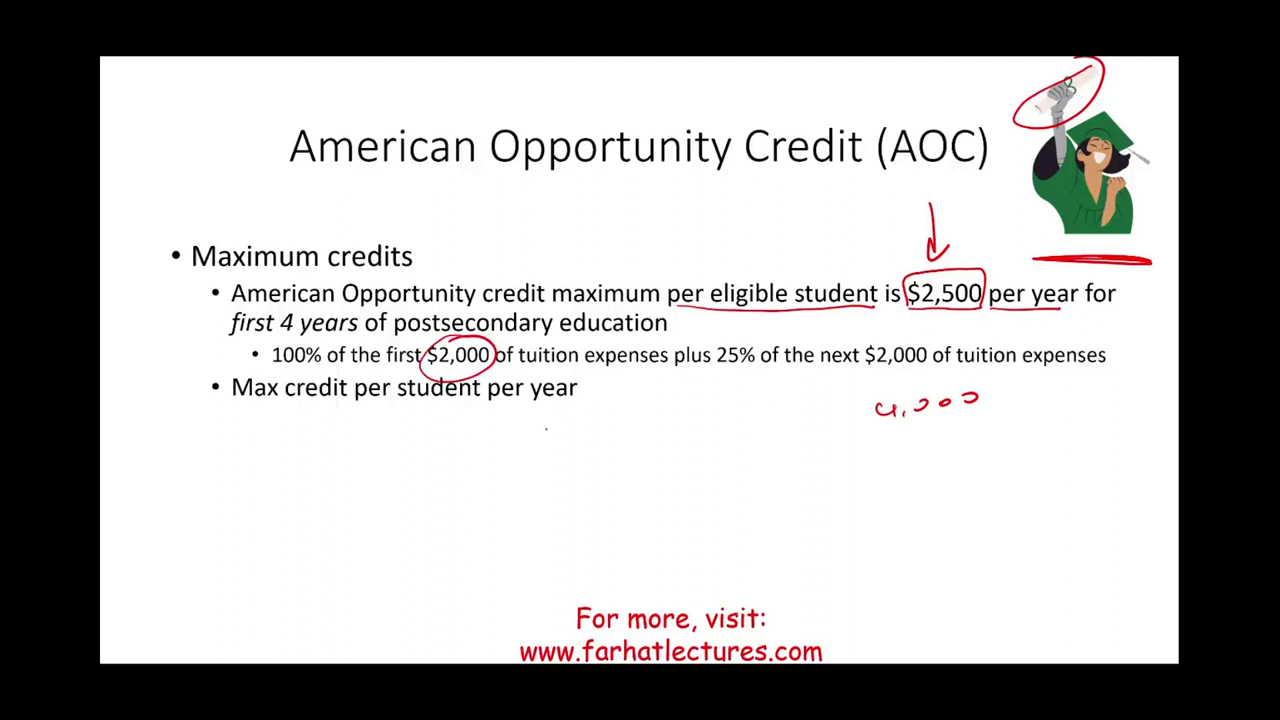 American Opportunity Credit (AOC)
• Maximum credits
• American Opportunity credit maximum per eligible student is $2,500 per year for
first 4 years of postsecondary education
• 100% of the first $2,000 of tuition expenses plus 25% of the next $2,000 of tuition expenses
• Max credit per student per year
4,000
For more, visit:
www.farhatlectures.com